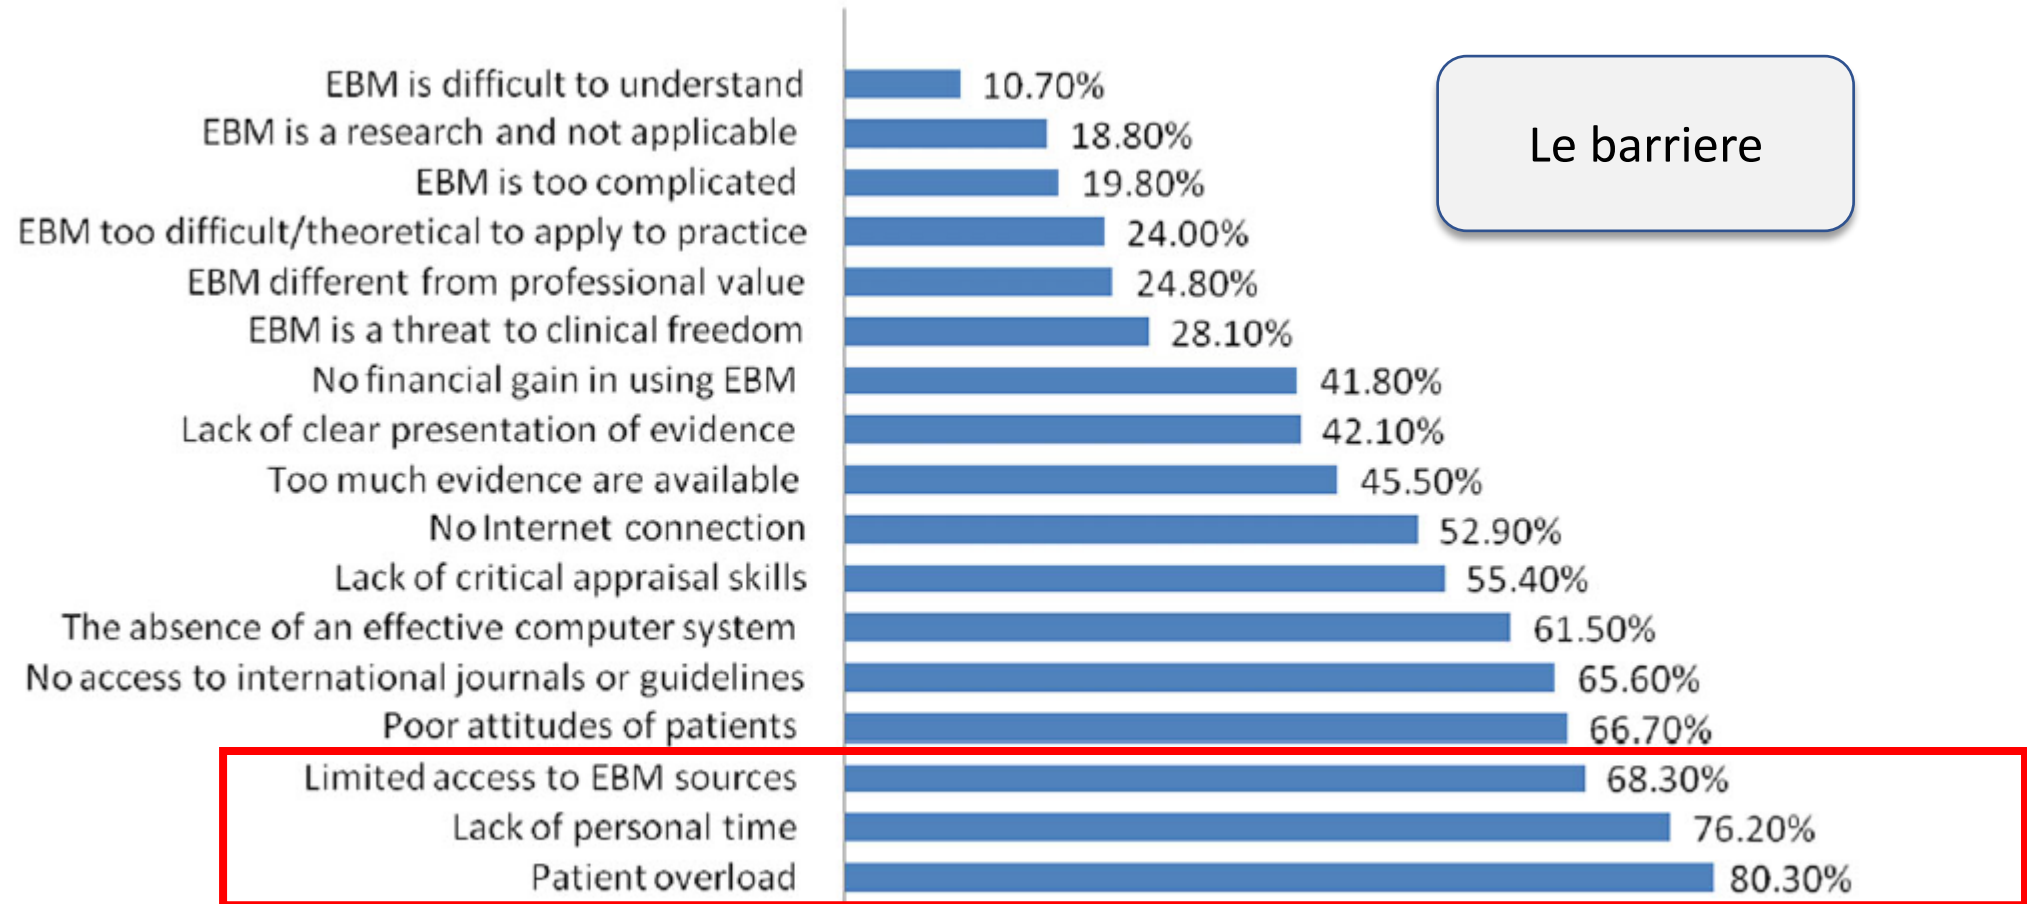 EBM is difficult to understand 10.70%
EBM is a research and not applicable 18.80%
EBM is too complicated 19.80%
EBM too difficult/theoretical to apply to practice 24.00%
EBM different from professional value 24.80%
EBM is a threat to clinical freedom 28.10%
No financial gain in using EBM 41.80%
Lack of clear presentation of evidence 42.10%
Too much evidence are available 45.50%
No Internet connection 52.90%
Lack of critical appraisal skills 55.40%
The absence of an effective computer system 61.50%
No access to international journals or guidelines 65.60%
Poor attitudes of patients 66.70%
Limited access to EBM sources 68.30%
Lack of personal time 76.20%
Patient overload 80.30%
Le barriere